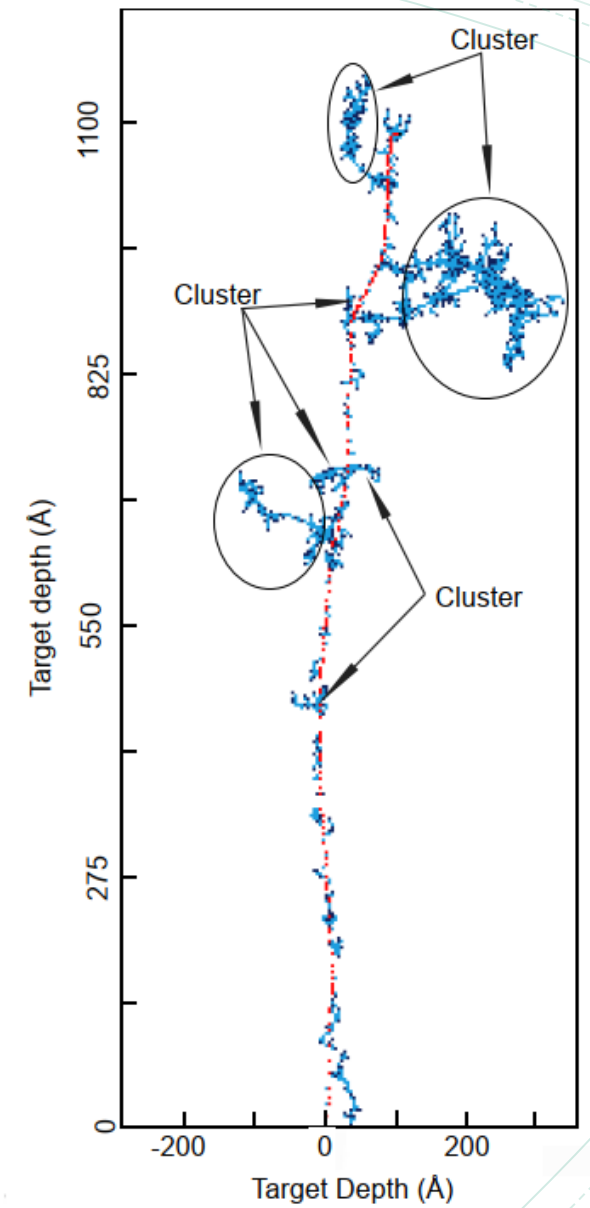 Cluster
1100
Cluster
825
Target depth (Å)
550
Cluster
275
0
-200 0 200
Target Depth (Å)